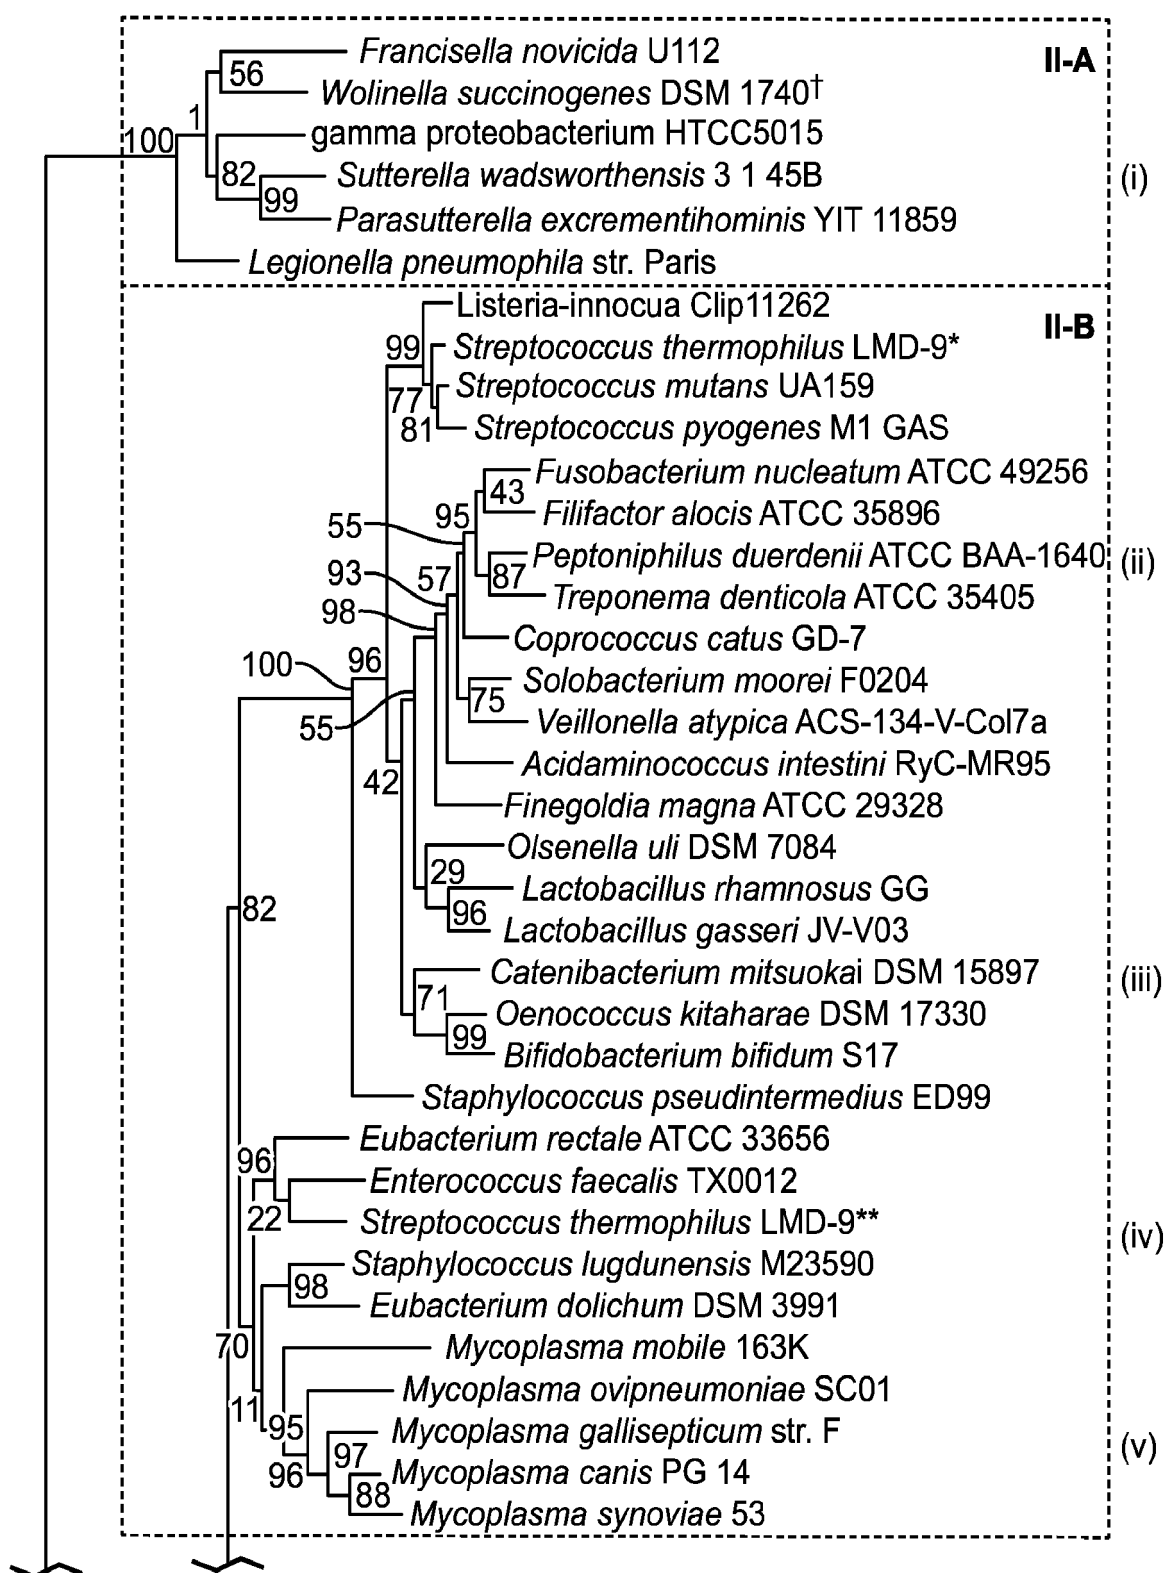 Francisella novicida U112
II-A
56
Wolinella succinogenes DSM 1740†
1
gamma proteobacterium HTCC5015
100
82
Sutterella wadsworthensis 3 1 45B
(i)
99
Parasutterella excrementihominis YIT 11859
Legionella pneumophila str. Paris
Listeria-innocua Clip11262
II-B
99
Streptococcus thermophilus LMD-9*
77
Streptococcus mutans UA159
81
Streptococcus pyogenes M1 GAS
Fusobacterium nucleatum ATCC 49256
43
95
Filifactor alocis ATCC 35896
55
Peptoniphilus duerdenii ATCC BAA-1640
(ii)
93
57
87
Treponema denticola ATCC 35405
98
Coprococcus catus GD-7
100
96
Solobacterium moorei F0204
75
55
Veillonella atypica ACS-134-V-Col7a
Acidaminococcus intestini RyC-MR95
42
Finegoldia magna ATCC 29328
Olsenella uli DSM 7084
29
Lactobacillus rhamnosus GG
82
96
Lactobacillus gasseri JV-V03
Catenibacterium mitsuokai DSM 15897
(iii)
71
Oenococcus kitaharae DSM 17330
99
Bifidobacterium bifidum S17
Staphylococcus pseudintermedius ED99
Eubacterium rectale ATCC 33656
96
Enterococcus faecalis TX0012
22
Streptococcus thermophilus LMD-9**
(iv)
Staphylococcus lugdunensis M23590
98
Eubacterium dolichum DSM 3991
70
Mycoplasma mobile 163K
Mycoplasma ovipneumoniae SC01
11
95
Mycoplasma gallisepticum str. F
(v)
97
96
Mycoplasma canis PG 14
88
Mycoplasma synoviae 53